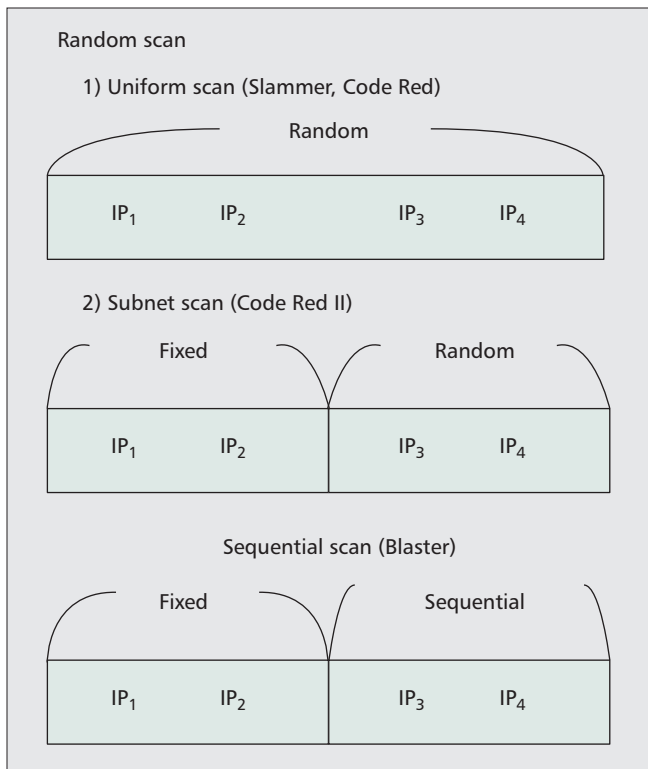 Random scan
1) Uniform scan (Slammer, Code Red)
Random
IP₁ IP₂ IP₃ IP₄
2) Subnet scan (Code Red II)
Fixed Random
IP₁ IP₂ IP₃ IP₄
Sequential scan (Blaster)
Fixed Sequential
IP₁ IP₂ IP₃ IP₄